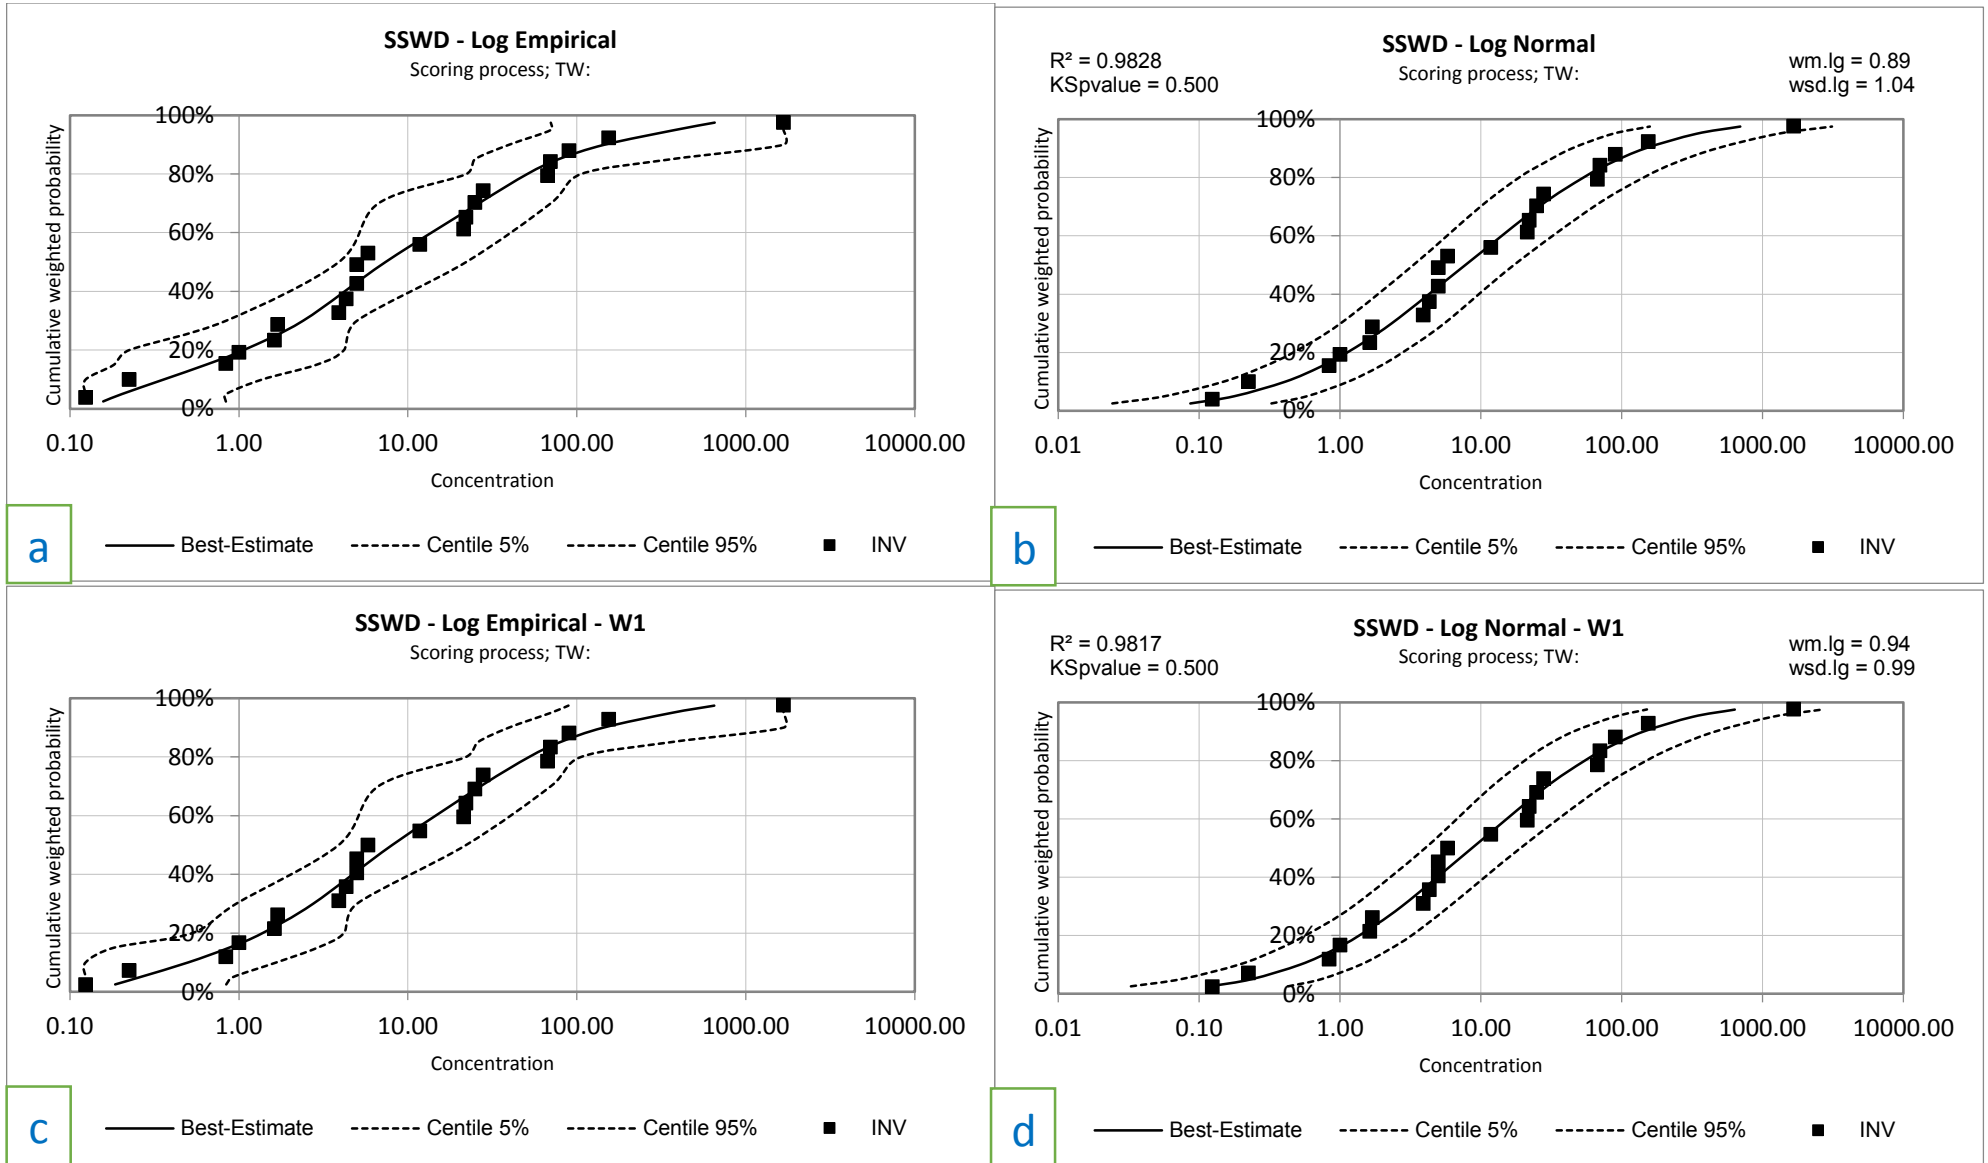 SSWD - Log Empirical
Scoring process; TW:
Cumulative weighted probability
100%
80%
60%
40%
20%
0%
0.10 1.00 10.00 100.00 1000.00 10000.00
Concentration
a
Best-Estimate Centile 5% Centile 95% INV
SSWD - Log Normal
Scoring process; TW:
R² = 0.9828
KSpvalue = 0.500
wm.lg = 0.89
wsd.lg = 1.04
Cumulative weighted probability
100%
80%
60%
40%
20%
0%
0.01 0.10 1.00 10.00 100.00 1000.00 10000.00
Concentration
b
Best-Estimate Centile 5% Centile 95% INV
SSWD - Log Empirical - W1
Scoring process; TW:
Cumulative weighted probability
100%
80%
60%
40%
20%
0%
0.10 1.00 10.00 100.00 1000.00 10000.00
Concentration
c
Best-Estimate Centile 5% Centile 95% INV
SSWD - Log Normal - W1
Scoring process; TW:
R² = 0.9817
KSpvalue = 0.500
wm.lg = 0.94
wsd.lg = 0.99
Cumulative weighted probability
100%
80%
60%
40%
20%
0%
0.01 0.10 1.00 10.00 100.00 1000.00 10000.00
Concentration
d
Best-Estimate Centile 5% Centile 95% INV